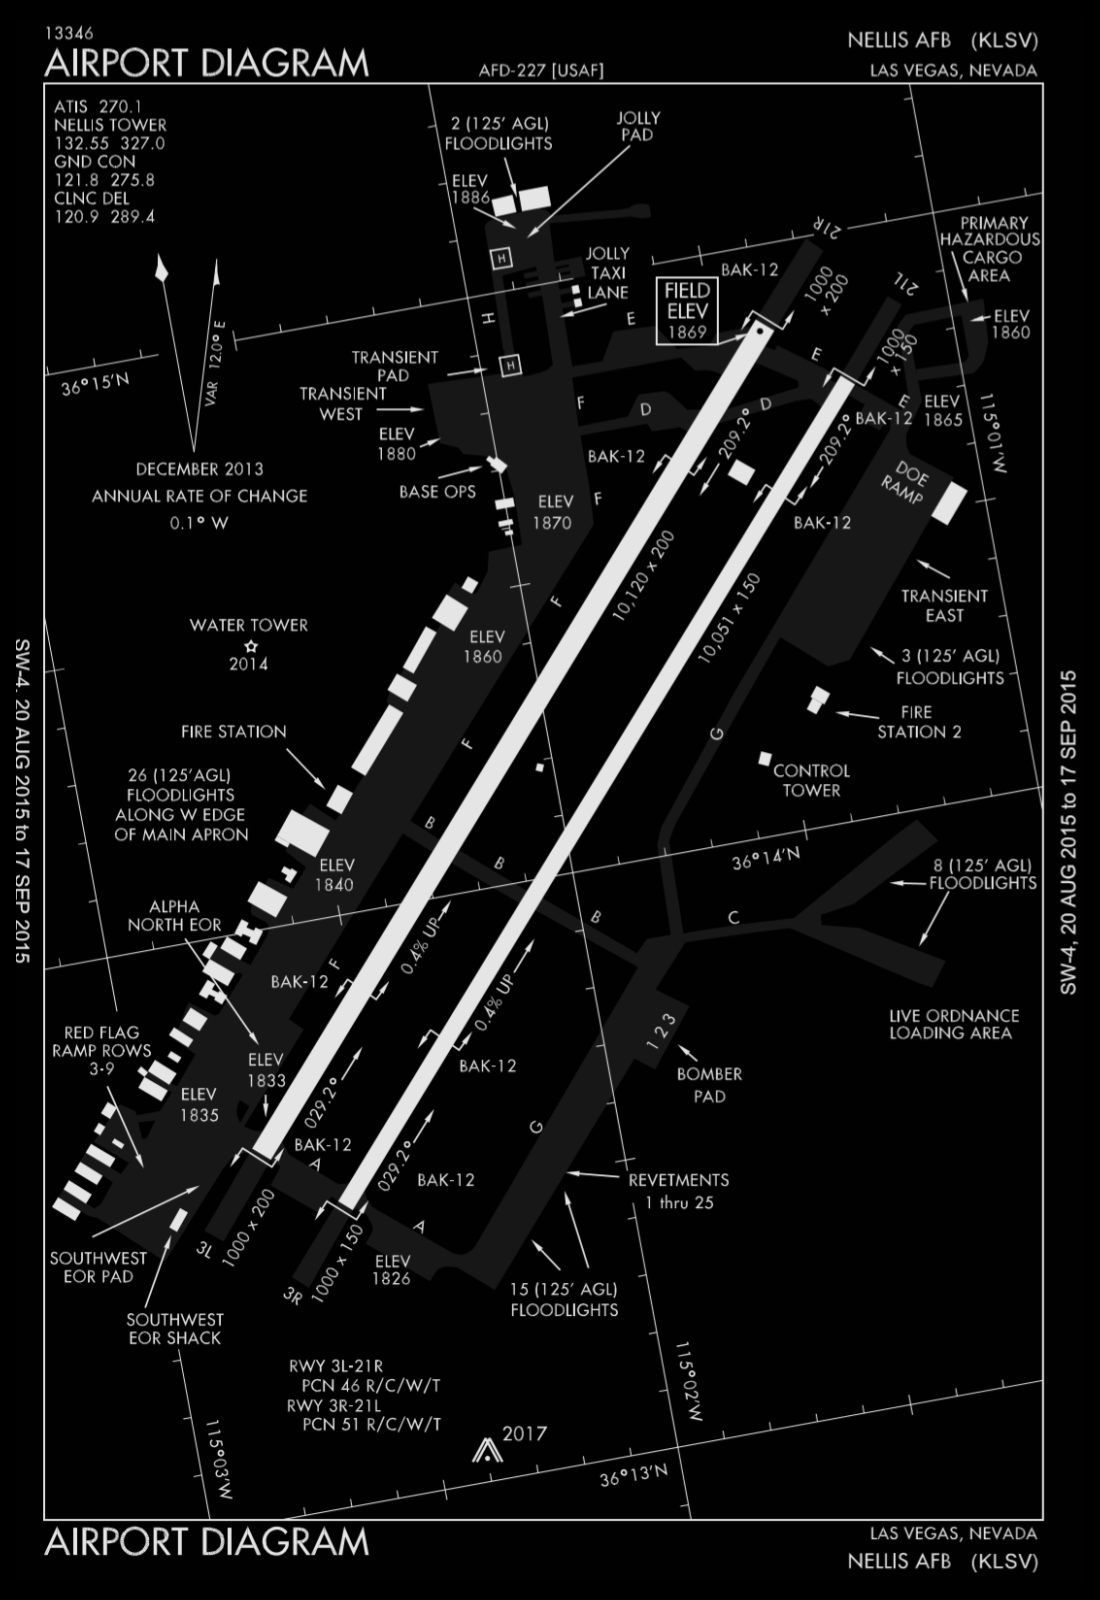 13346
AIRPORT DIAGRAM
AFD-227 [USAF]
NELLIS AFB (KLSV)
LAS VEGAS, NEVADA
ATIS 270.1
NELLIS TOWER
132.55 327.0
GND CON
121.8 275.8
CLNC DEL
120.9 289.4
2 (125' AGL)
FLOODLIGHTS
JOLLY
PAD
ELEV
1886
H
JOLLY
TAXI
LANE
BAK-12
21R
1000
x 200
21L
PRIMARY
HAZARDOUS
CARGO
AREA
ELEV
1860
FIELD
ELEV
1869
E
H
VAR 12.0° E
36°15'N
TRANSIENT
PAD
H
TRANSIENT
WEST
ELEV
1880
E
1000
x 150
E
ELEV
1865
115°01'W
F
D
D
BAK-12
209.2°
209.2°
BAK-12
DECEMBER 2013
ANNUAL RATE OF CHANGE
0.1° W
BASE OPS
ELEV
1870
F
DOE
RAMP
BAK-12
10,120 x 200
10,051 x 150
TRANSIENT
EAST
F
WATER TOWER
2014
ELEV
1860
3 (125' AGL)
FLOODLIGHTS
FIRE
STATION 2
G
F
FIRE STATION
CONTROL
TOWER
26 (125'AGL)
FLOODLIGHTS
ALONG W EDGE
OF MAIN APRON
B
B
36°14'N
8 (125' AGL)
FLOODLIGHTS
ELEV
1840
ALPHA
NORTH EOR
B
C
0.4% UP
F
BAK-12
0.4% UP
LIVE ORDNANCE
LOADING AREA
RED FLAG
RAMP ROWS
3-9
ELEV
1833
1 2 3
BAK-12
BOMBER
PAD
ELEV
1835
029.2°
G
BAK-12
A
029.2°
BAK-12
REVETMENTS
1 thru 25
A
SOUTHWEST
EOR PAD
3L
1000 x 200
1000 x 150
3R
ELEV
1826
15 (125' AGL)
FLOODLIGHTS
SOUTHWEST
EOR SHACK
RWY 3L-21R
PCN 46 R/C/W/T
RWY 3R-21L
PCN 51 R/C/W/T
115°02'W
115°03'W
2017
36°13'N
SW-4, 20 AUG 2015 to 17 SEP 2015
SW-4, 20 AUG 2015 to 17 SEP 2015
AIRPORT DIAGRAM
LAS VEGAS, NEVADA
NELLIS AFB (KLSV)